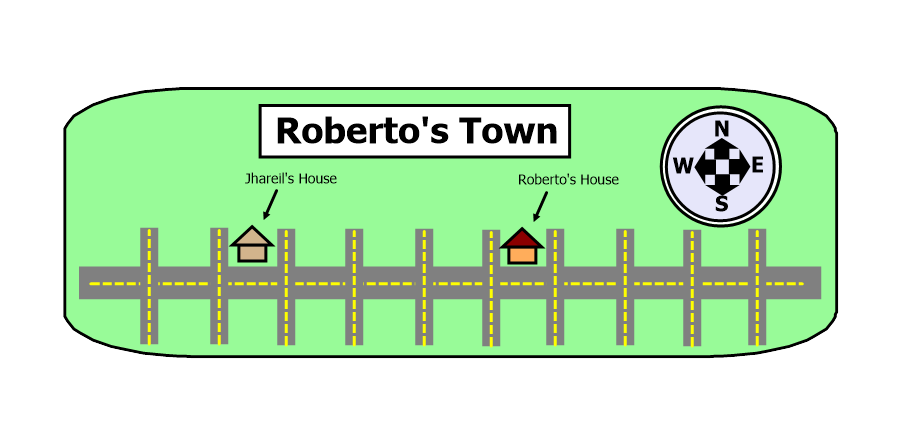 Roberto's Town
N
W E
S
Jhareil's House
Roberto's House